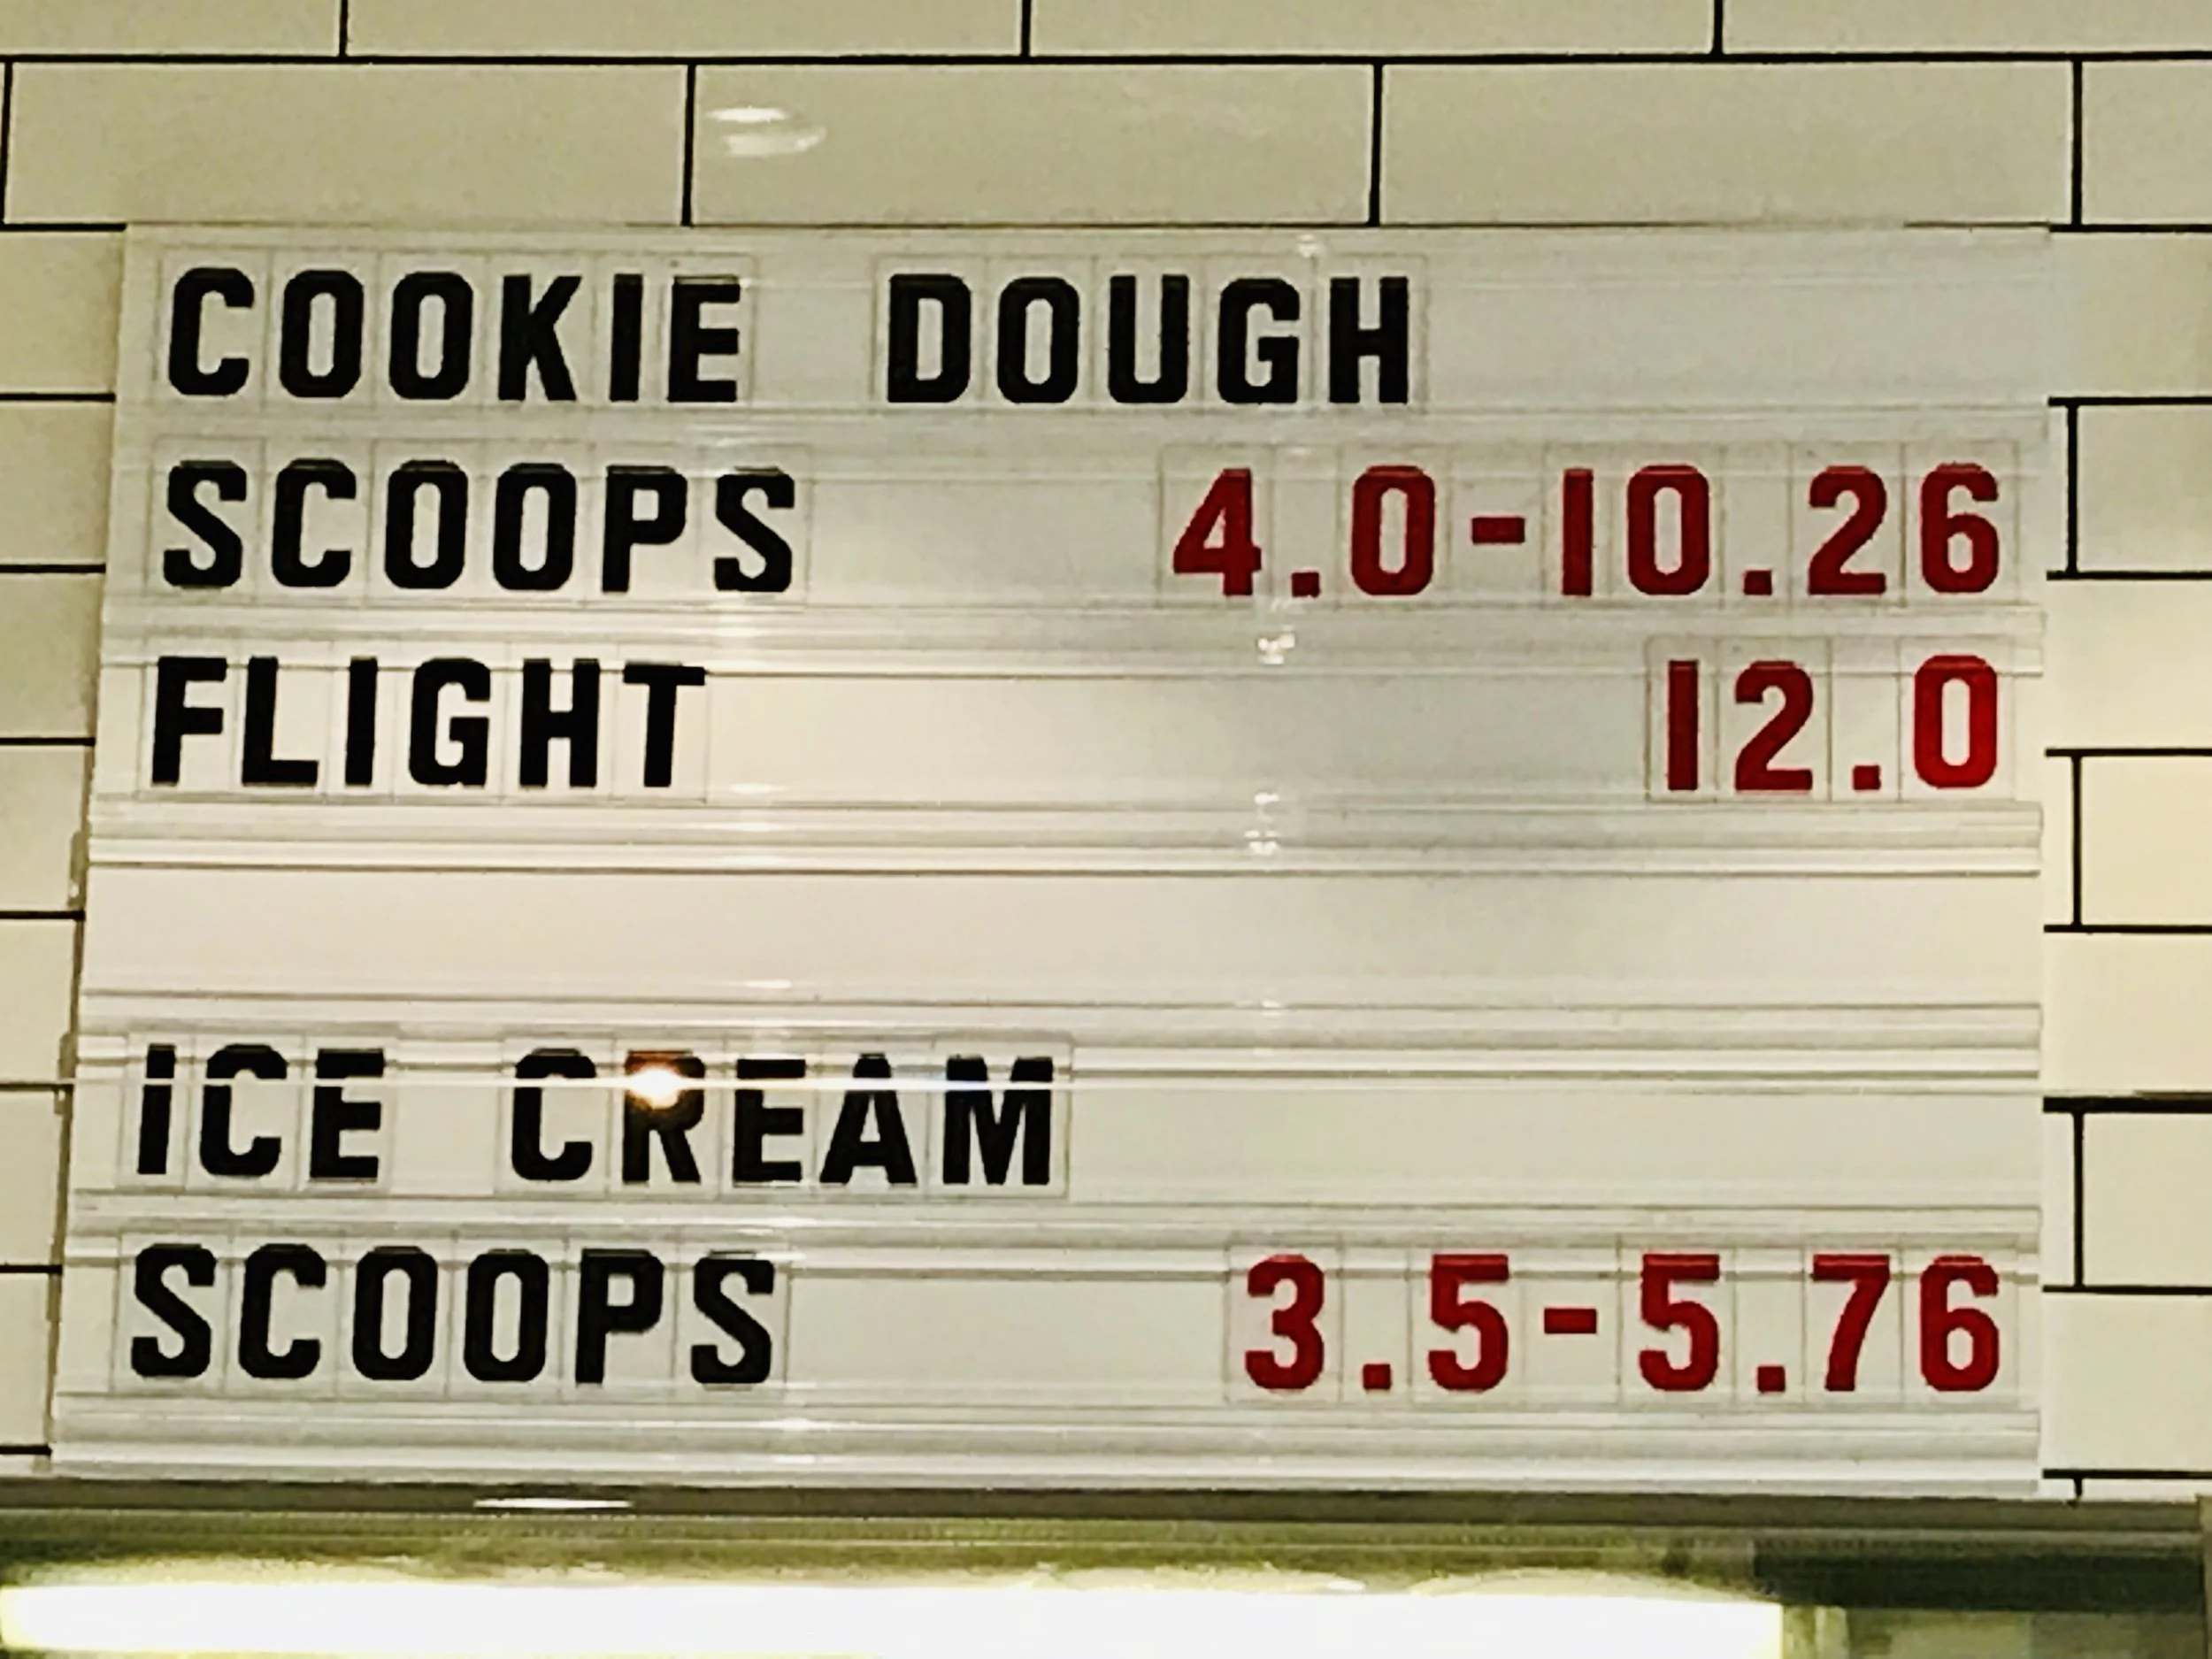 COOKIE DOUGH
SCOOPS 4.0-10.26
FLIGHT 12.0
ICE CREAM
SCOOPS 3.5-5.76